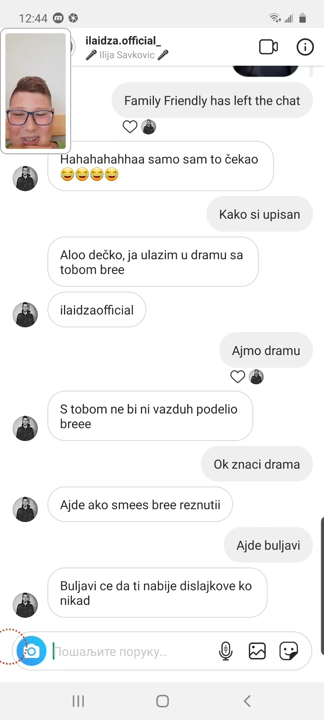 12:44
ilaidza.official_
🎤 Ilija Savkovic 🎤
Family Friendly has left the chat
Hahahahahhaa samo sam to čekao
😂😂😂😂
Kako si upisan
Aloo dečko, ja ulazim u dramu sa
tobom bree
ilaidzaofficial
Ajmo dramu
S tobom ne bi ni vazduh podelio
breee
Ok znaci drama
Ajde ako smees bree reznutii
Ajde buljavi
Buljavi ce da ti nabije dislajkove ko
nikad
Пошаљите поруку...